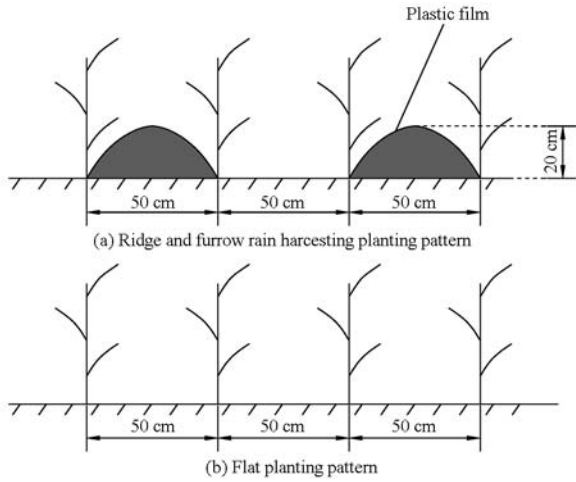 Plastic film
20 cm
50 cm 50 cm 50 cm
(a) Ridge and furrow rain harcesting planting pattern
50 cm 50 cm 50 cm
(b) Flat planting pattern